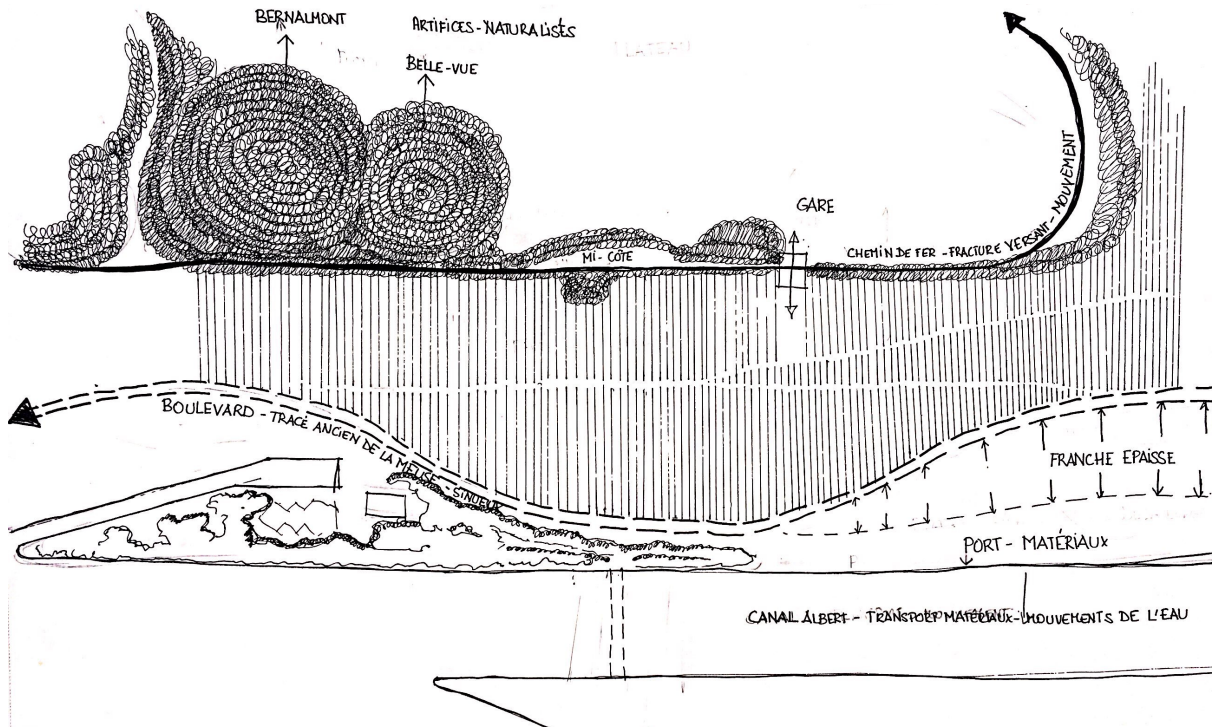 BERNALMONT
ARTIFICES-NATURALISÉS
PLATEAU
BELLE-VUE
GARE
MI-CÔTE
CHEMIN DE FER - FRACTURE VERSANT - MOUVEMENT
BOULEVARD - TRACÉ ANCIEN DE LA MEUSE - SINUEUX
FRANCHE EPAISSE
PORT - MATÉRIAUX
CANAL ALBERT - TRANSPORT MATÉRIAUX - MOUVEMENTS DE L'EAU